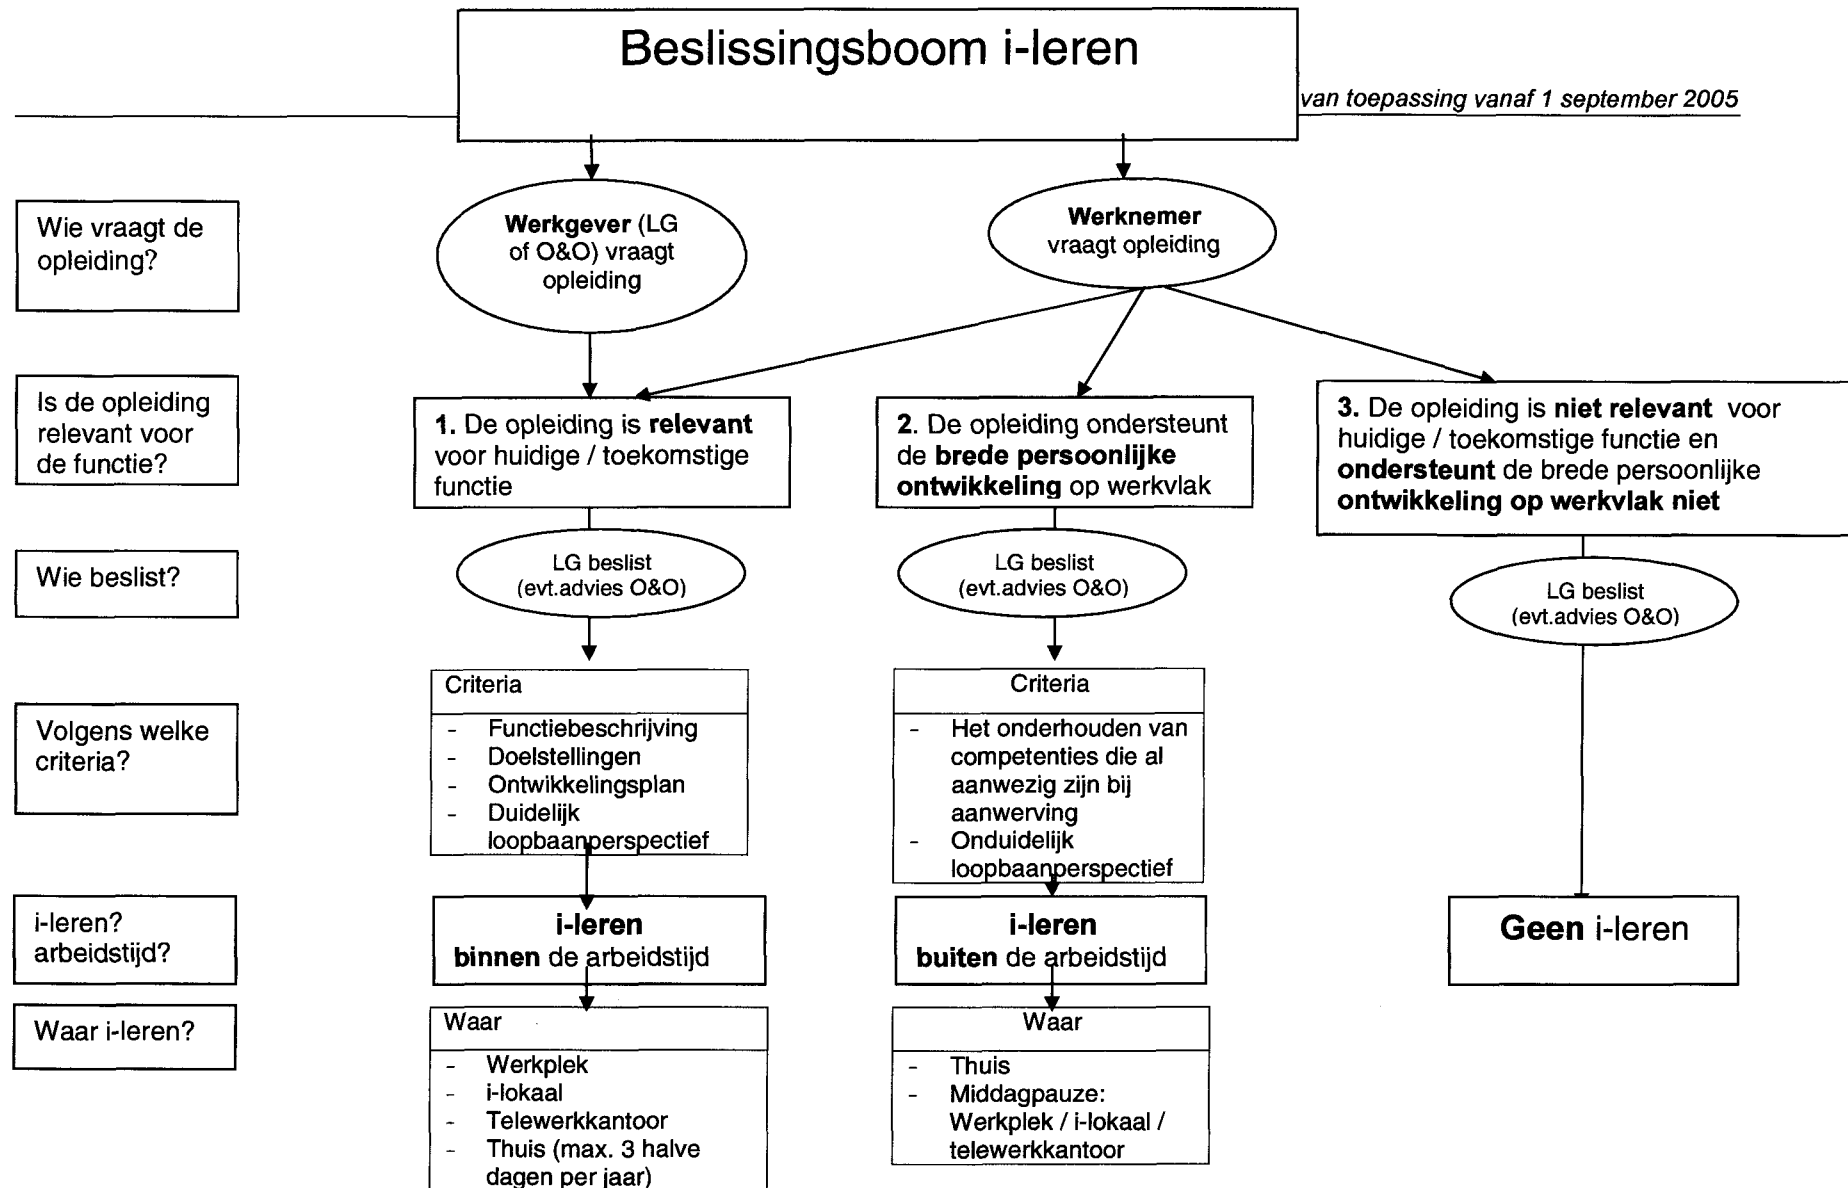 Beslissingsboom i-leren
van toepassing vanaf 1 september 2005
Wie vraagt de
opleiding?
Werkgever (LG
of O&O) vraagt
opleiding
Werknemer
vraagt opleiding
Is de opleiding
relevant voor
de functie?
1. De opleiding is relevant
voor huidige / toekomstige
functie
2. De opleiding ondersteunt
de brede persoonlijke
ontwikkeling op werkvlak
3. De opleiding is niet relevant voor
huidige / toekomstige functie en
ondersteunt de brede persoonlijke
ontwikkeling op werkvlak niet
Wie beslist?
LG beslist
(evt.advies O&O)
LG beslist
(evt.advies O&O)
LG beslist
(evt.advies O&O)
Volgens welke
criteria?
Criteria
- Functiebeschrijving
- Doelstellingen
- Ontwikkelingsplan
- Duidelijk
loopbaanperspectief
Criteria
- Het onderhouden van
competenties die al
aanwezig zijn bij
aanwerving
- Onduidelijk
loopbaanperspectief
i-leren?
arbeidstijd?
i-leren
binnen de arbeidstijd
i-leren
buiten de arbeidstijd
Geen i-leren
Waar i-leren?
Waar
- Werkplek
- i-lokaal
- Telewerkkantoor
- Thuis (max. 3 halve
dagen per jaar)
Waar
- Thuis
- Middagpauze:
Werkplek / i-lokaal /
telewerkkantoor